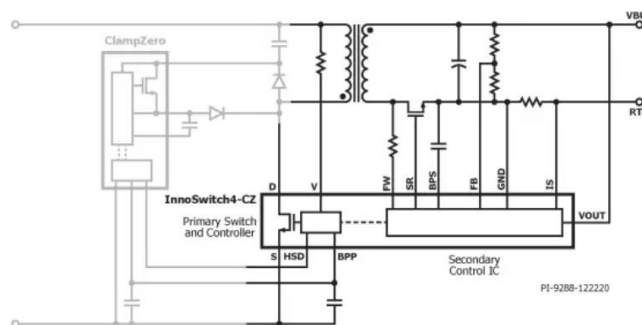 ClampZero
VB
RT
D
V
FW
SR
BPS
FB
GND
IS
InnoSwitch4-CZ
Primary Switch
and Controller
VOUT
S
HSD
BPP
Secondary
Control IC
PI-9288-122220